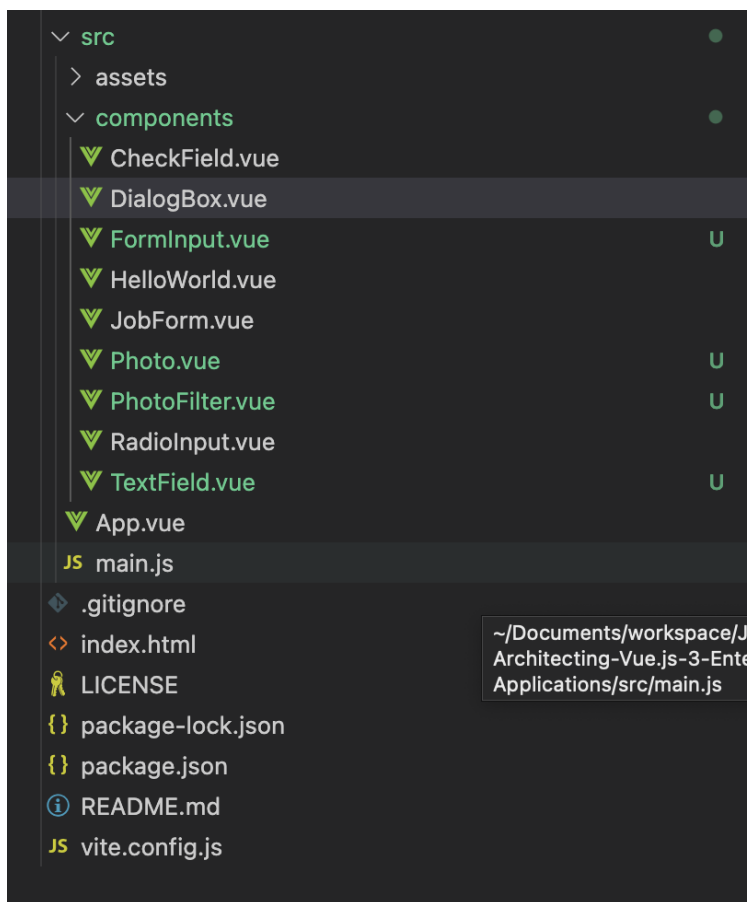 src
assets
components
CheckField.vue
DialogBox.vue
FormInput.vue U
HelloWorld.vue
JobForm.vue
Photo.vue U
PhotoFilter.vue U
RadioInput.vue
TextField.vue U
App.vue
JS main.js
.gitignore
<> index.html
LICENSE
{} package-lock.json
{} package.json
README.md
JS vite.config.js
~/Documents/workspace/J
Architecting-Vue.js-3-Ente
Applications/src/main.js